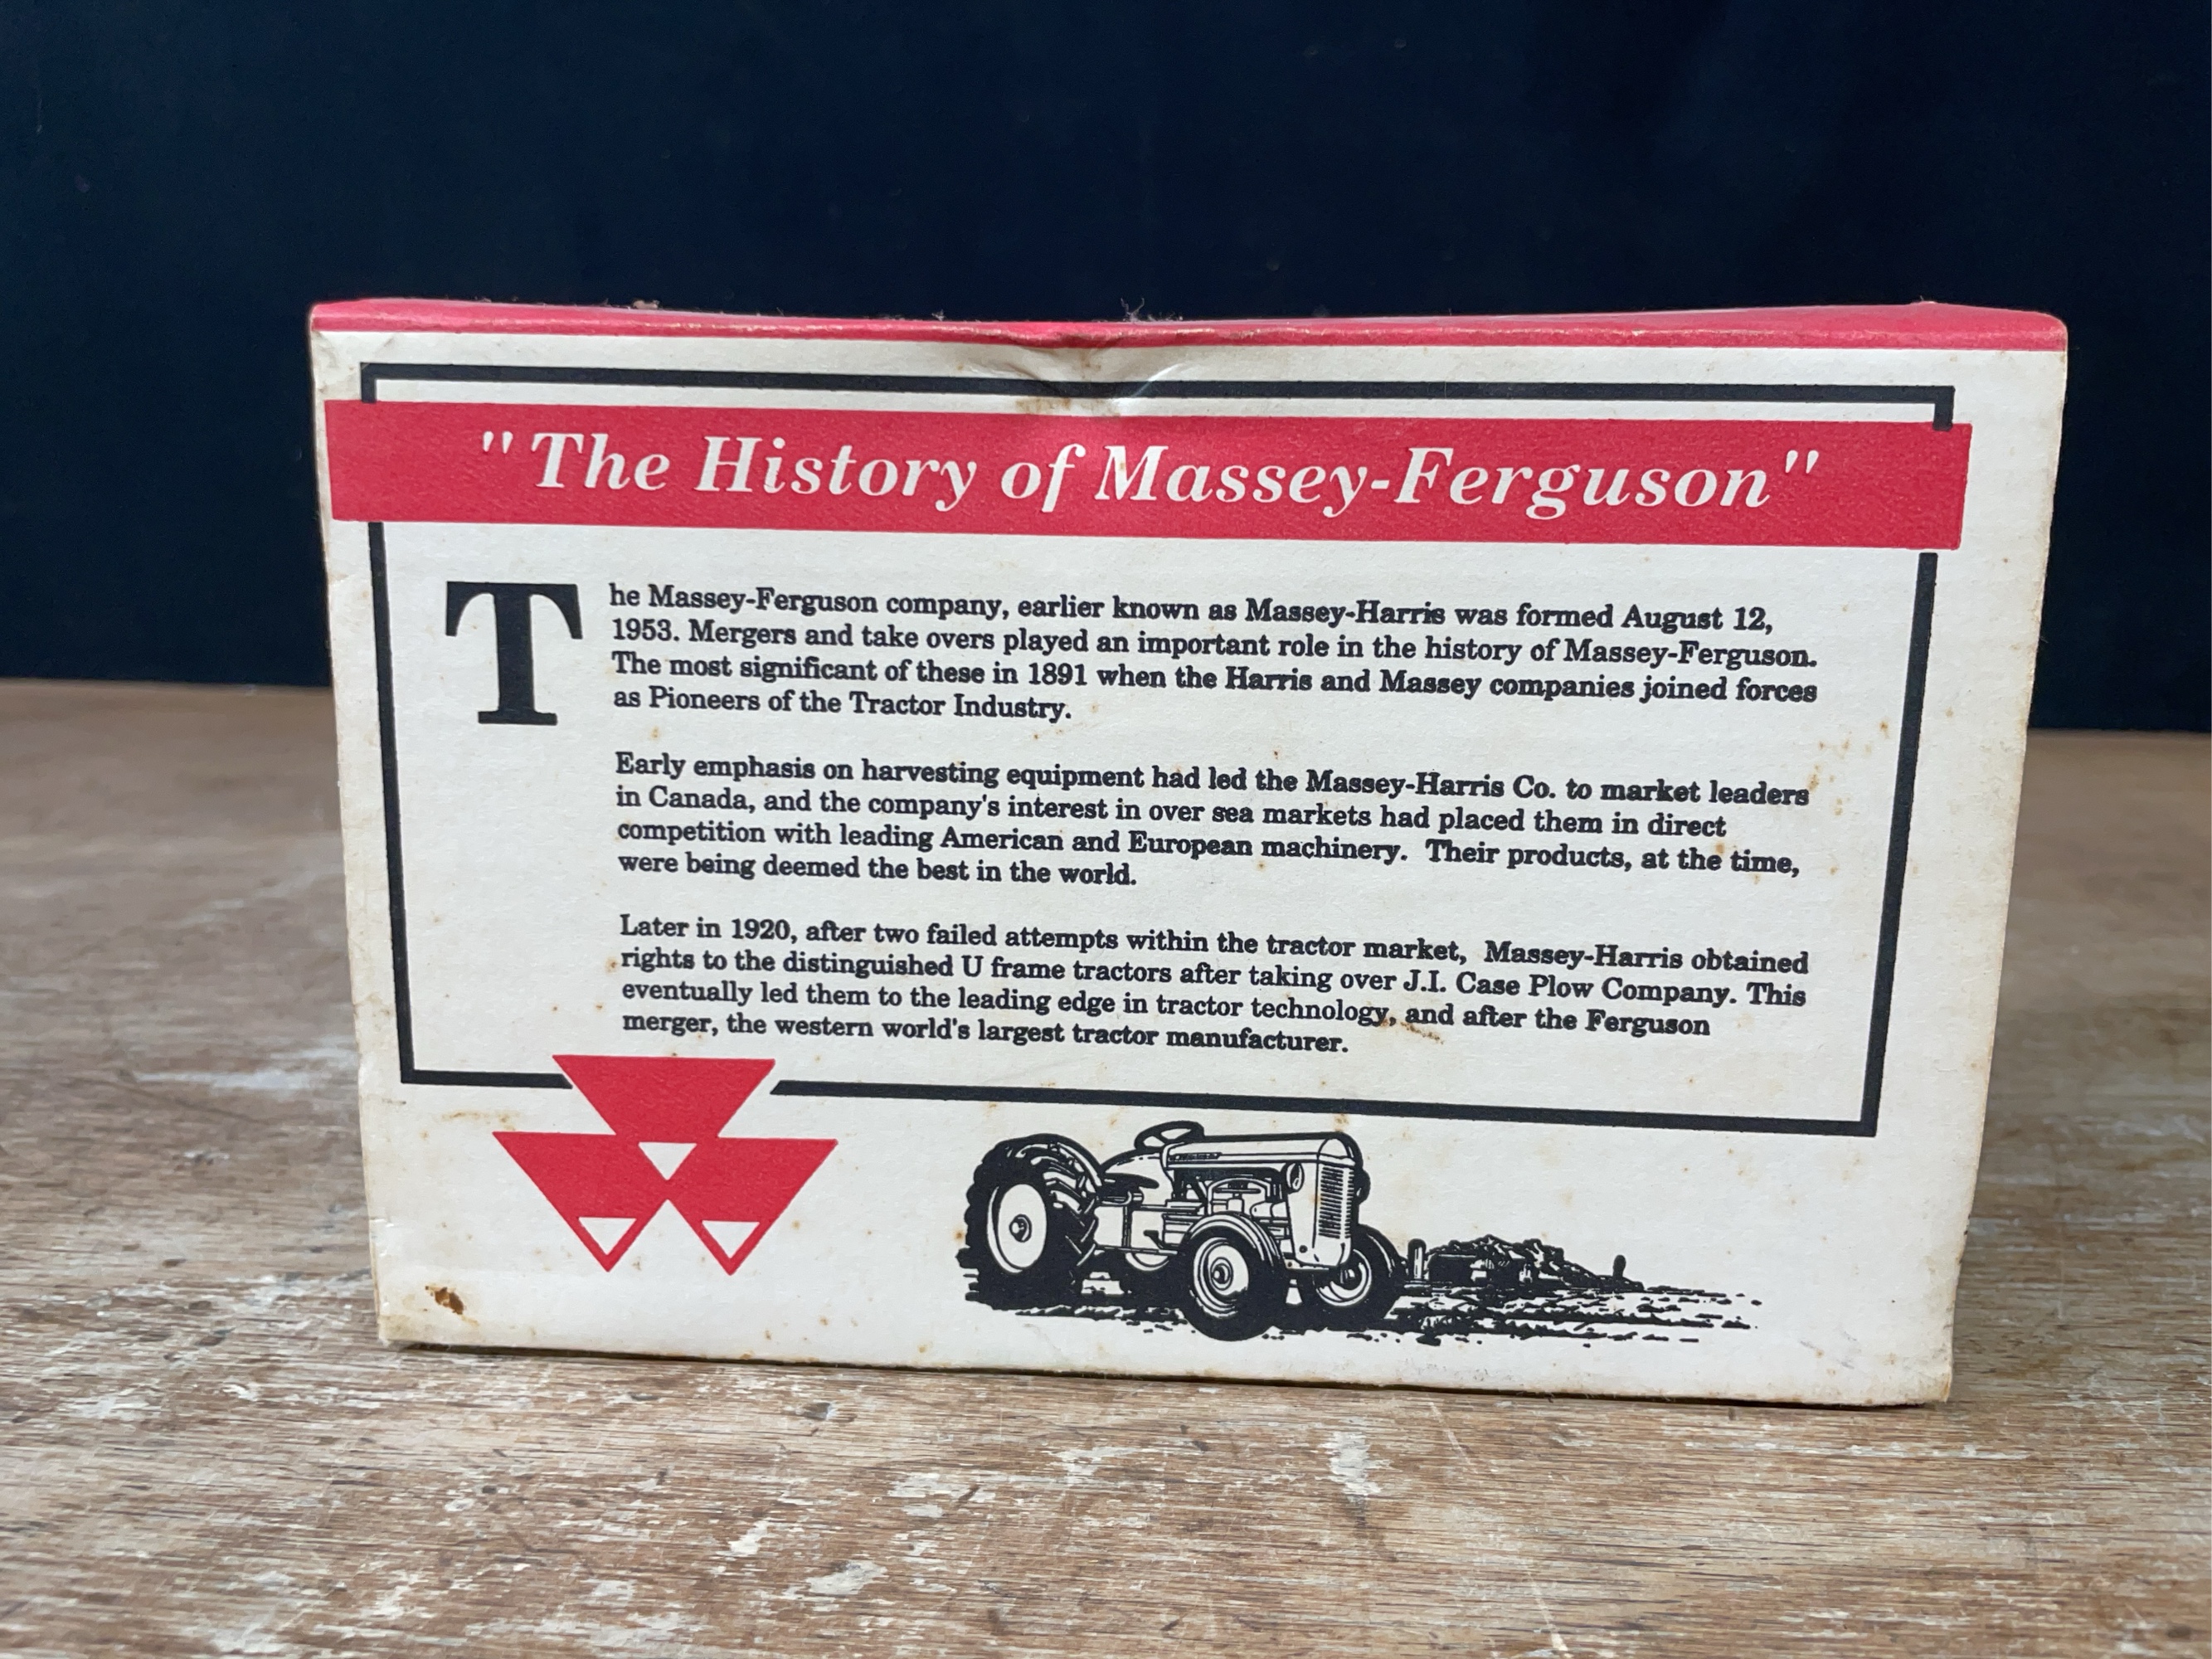 "The History of Massey-Ferguson"
The Massey-Ferguson company, earlier known as Massey-Harris was formed August 12,
1953. Mergers and take overs played an important role in the history of Massey-Ferguson.
The most significant of these in 1891 when the Harris and Massey companies joined forces
as Pioneers of the Tractor Industry.
Early emphasis on harvesting equipment had led the Massey-Harris Co. to market leaders
in Canada, and the company's interest in over sea markets had placed them in direct
competition with leading American and European machinery. Their products, at the time,
were being deemed the best in the world.
Later in 1920, after two failed attempts within the tractor market, Massey-Harris obtained
rights to the distinguished U frame tractors after taking over J.I. Case Plow Company. This
eventually led them to the leading edge in tractor technology, and after the Ferguson
merger, the western world's largest tractor manufacturer.